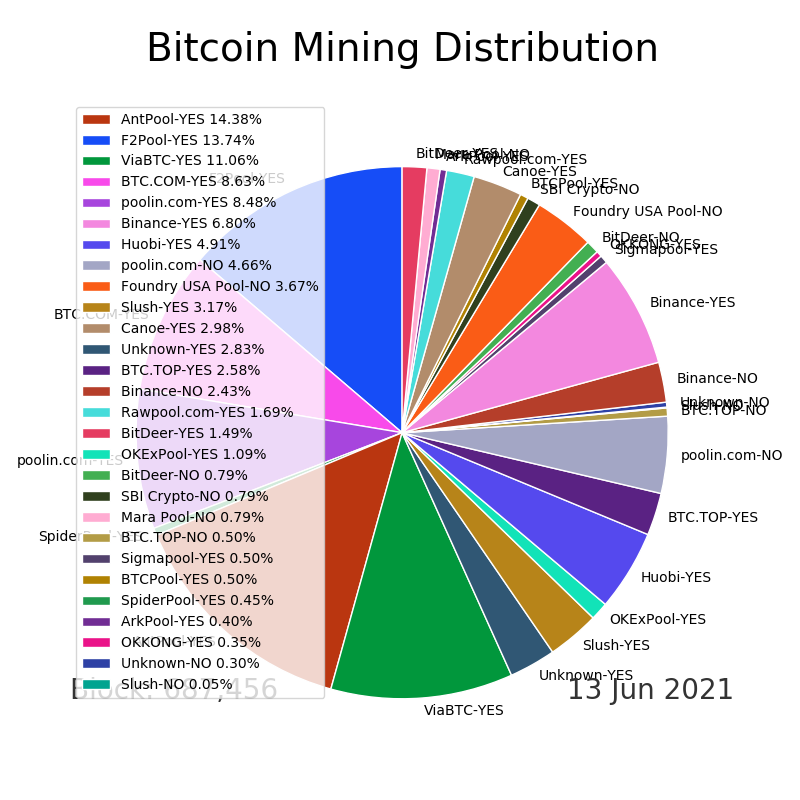 Bitcoin Mining Distribution
AntPool-YES 14.38%
F2Pool-YES 13.74%
ViaBTC-YES 11.06%
BTC.COM-YES 8.63%
poolin.com-YES 8.48%
Binance-YES 6.80%
Huobi-YES 4.91%
poolin.com-NO 4.66%
Foundry USA Pool-NO 3.67%
Slush-YES 3.17%
Canoe-YES 2.98%
Unknown-YES 2.83%
BTC.TOP-YES 2.58%
Binance-NO 2.43%
Rawpool.com-YES 1.69%
BitDeer-YES 1.49%
OKExPool-YES 1.09%
BitDeer-NO 0.79%
SBI Crypto-NO 0.79%
Mara Pool-NO 0.79%
BTC.TOP-NO 0.50%
Sigmapool-YES 0.50%
BTCPool-YES 0.50%
SpiderPool-YES 0.45%
ArkPool-YES 0.40%
OKKONG-YES 0.35%
Unknown-NO 0.30%
Slush-NO 0.05%
BitDeer-YES
Mara Pool-NO
Rawpool.com-YES
Canoe-YES
BTCPool-YES
SBI Crypto-NO
Foundry USA Pool-NO
BitDeer-NO
OKKONG-YES
Sigmapool-YES
Binance-YES
Binance-NO
Unknown-NO
BTC.TOP-NO
poolin.com-NO
BTC.TOP-YES
Huobi-YES
OKExPool-YES
Slush-YES
Unknown-YES
ViaBTC-YES
F2Pool-YES
BTC.COM-YES
poolin.com-YES
Block: 687,456
13 Jun 2021